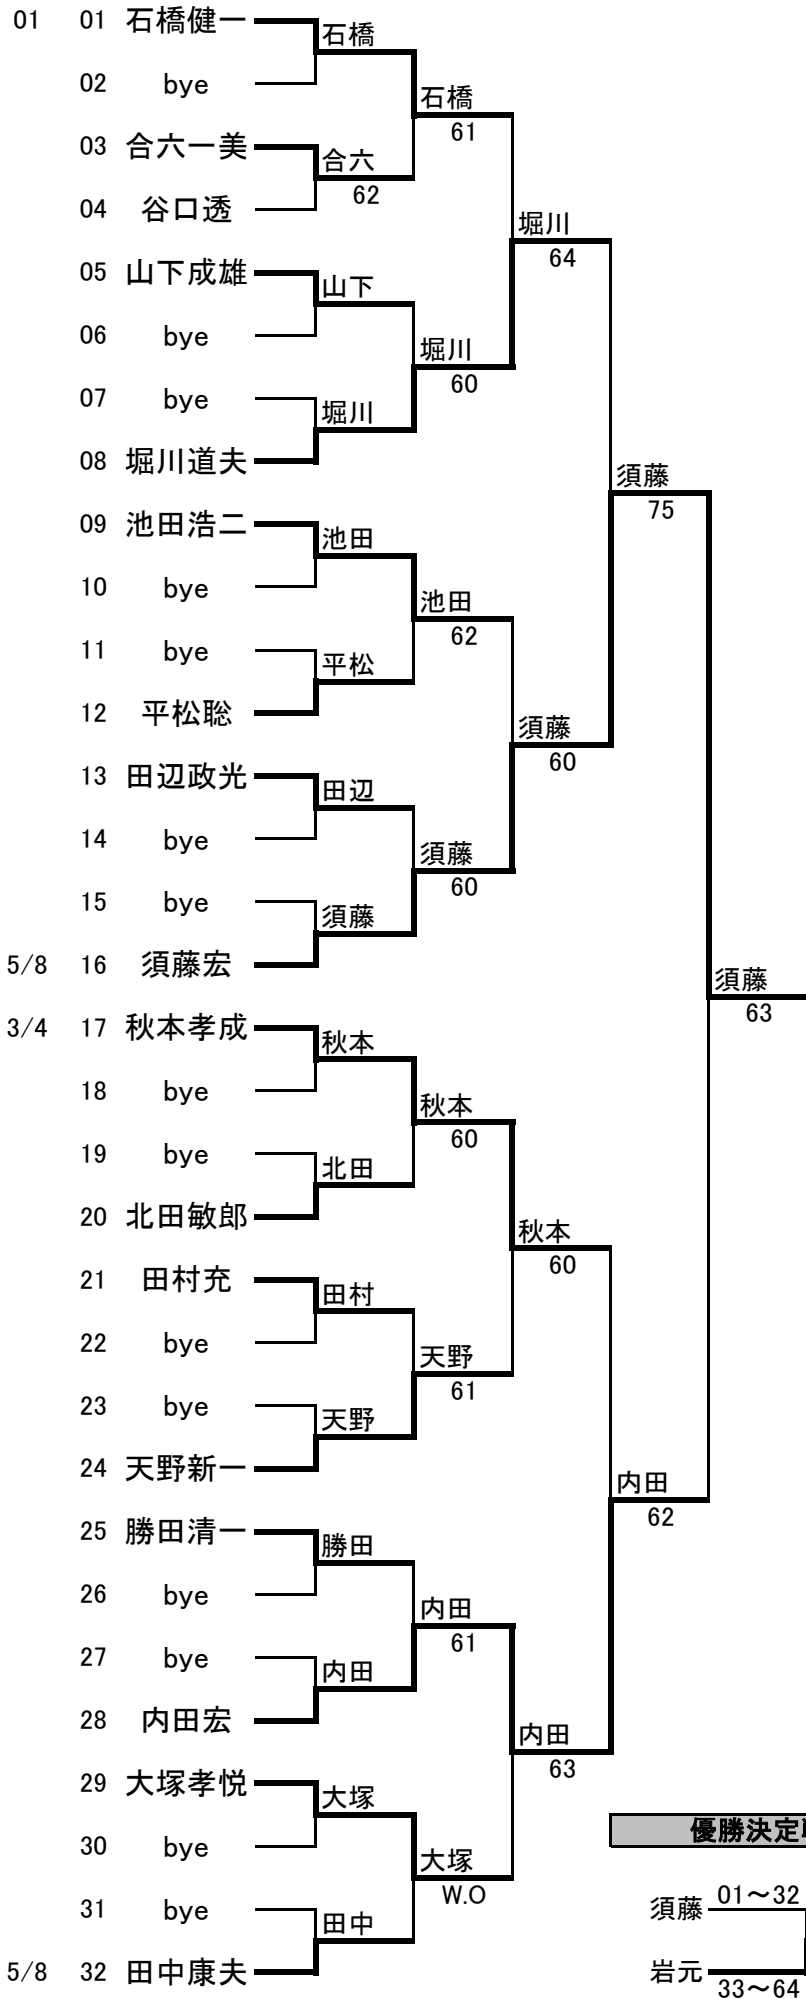 01 01 石橋健一
石橋
02 bye
石橋
61
03 合六一美
合六
62
04 谷口透
堀川
64
05 山下成雄
山下
06 bye
堀川
60
07 bye
堀川
08 堀川道夫
須藤
75
09 池田浩二
池田
10 bye
池田
62
11 bye
平松
12 平松聡
須藤
60
13 田辺政光
田辺
14 bye
須藤
60
15 bye
須藤
5/8 16 須藤宏
須藤
63
3/4 17 秋本孝成
秋本
18 bye
秋本
60
19 bye
北田
20 北田敏郎
秋本
60
21 田村充
田村
22 bye
天野
61
23 bye
天野
24 天野新一
内田
62
25 勝田清一
勝田
26 bye
内田
61
27 bye
内田
28 内田宏
内田
63
29 大塚孝悦
大塚
30 bye
大塚
W.O
31 bye
田中
5/8 32 田中康夫
優勝決定
須藤 01～32
岩元
33～64